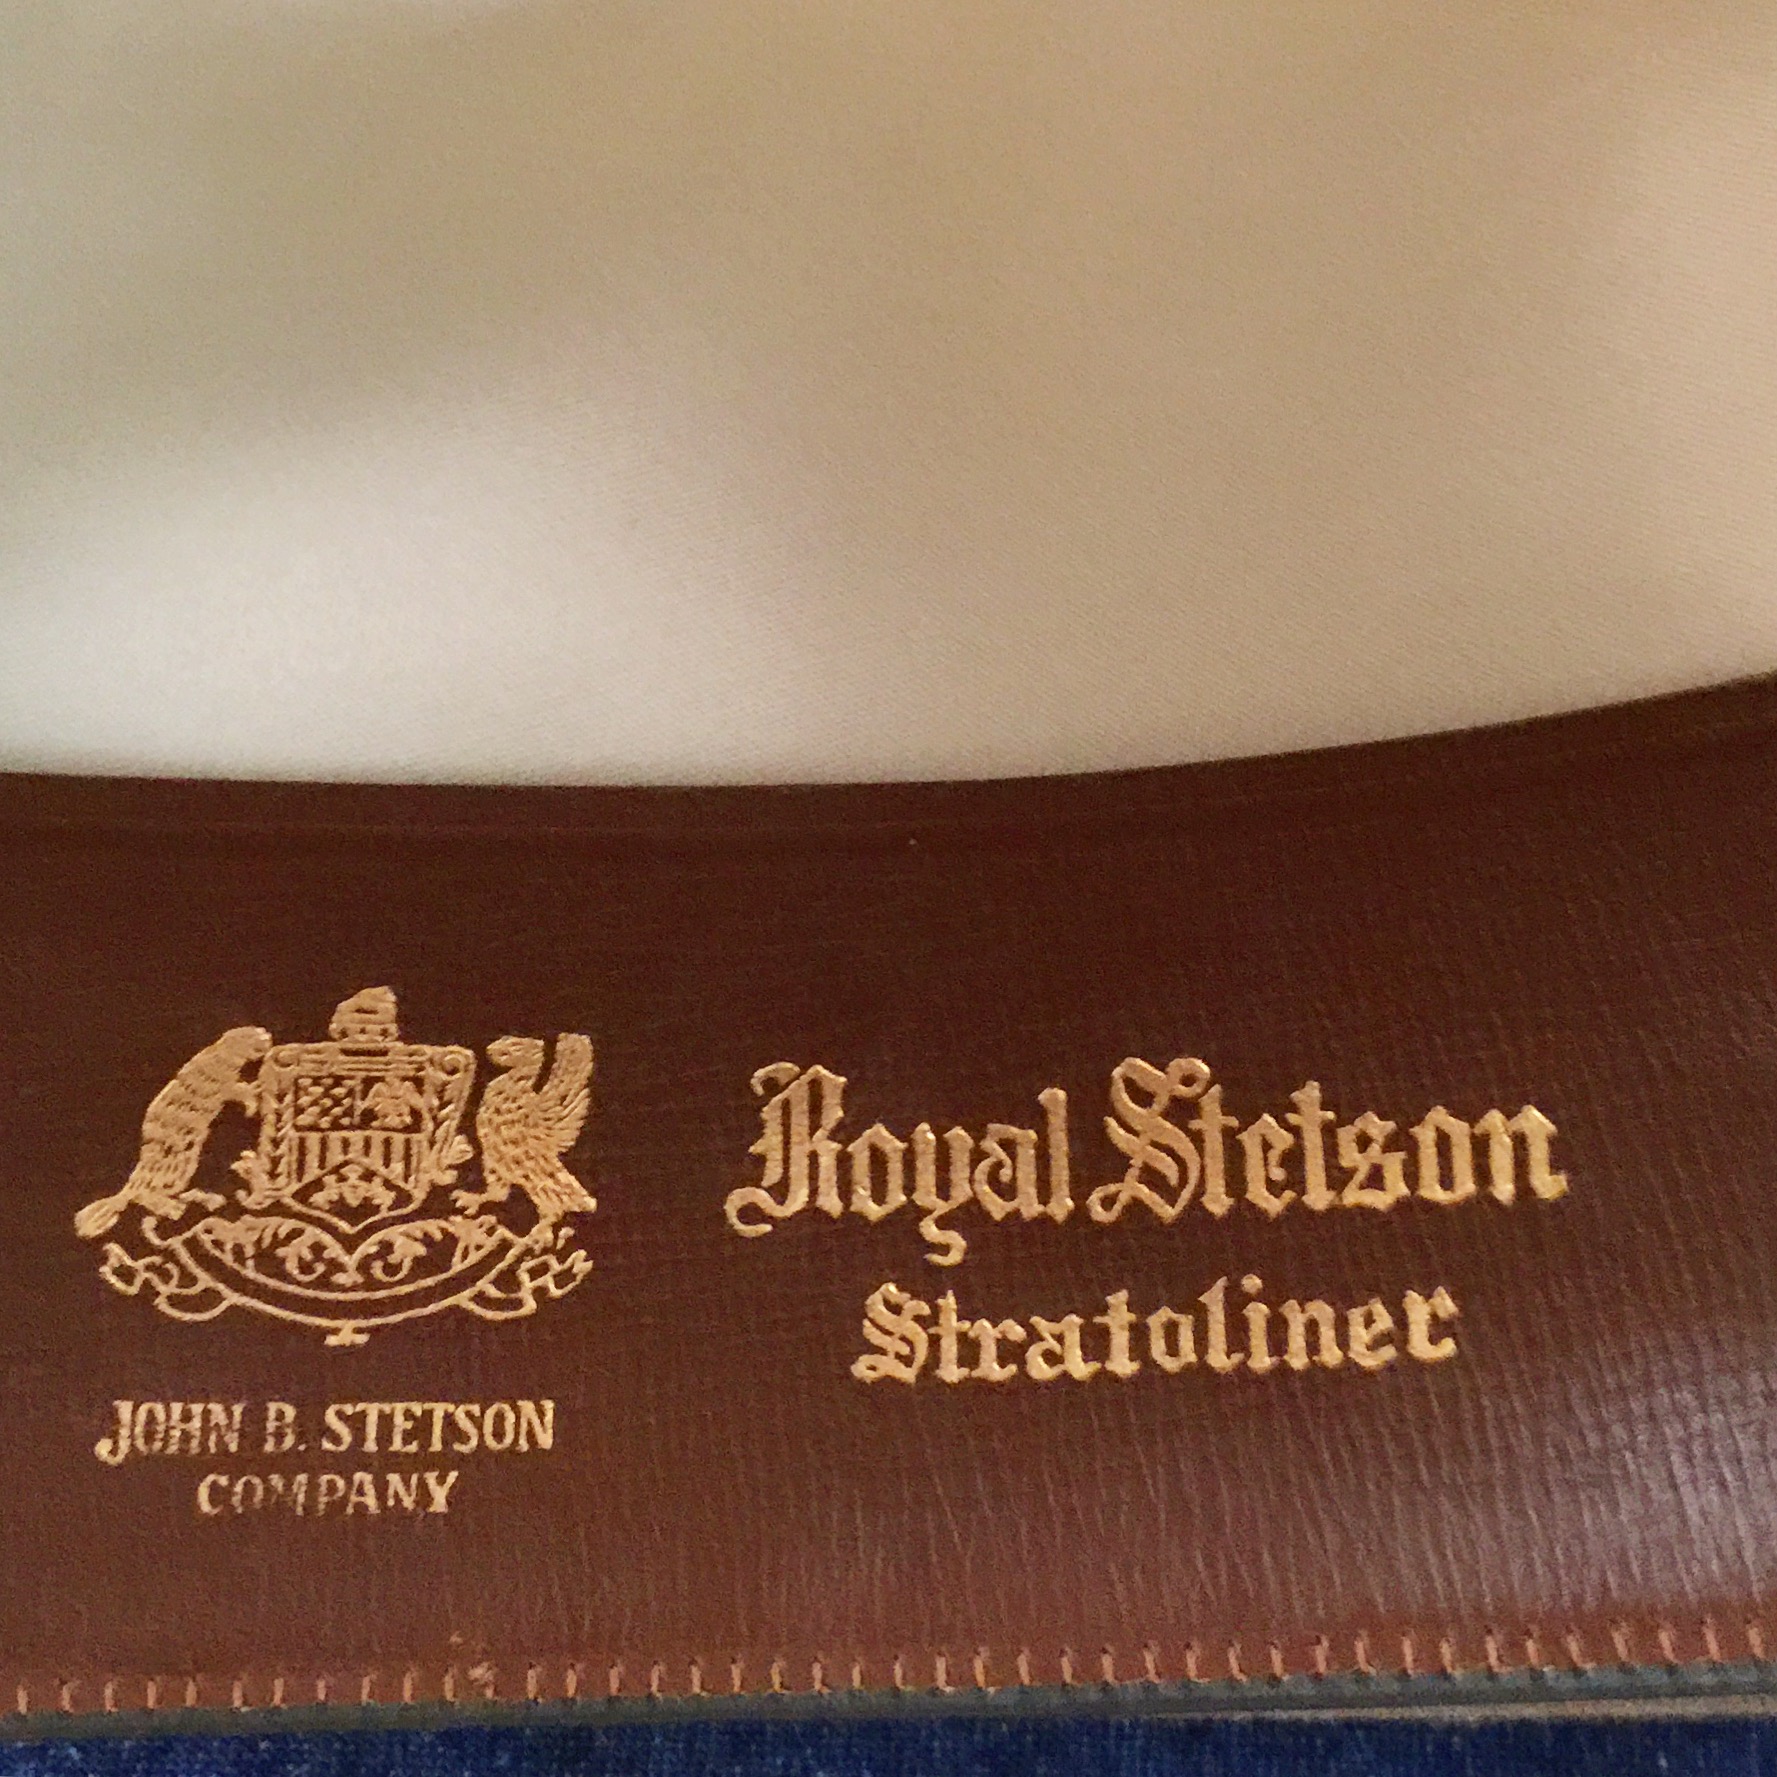 Royal Stetson
Stratoliner
JOHN B. STETSON
COMPANY